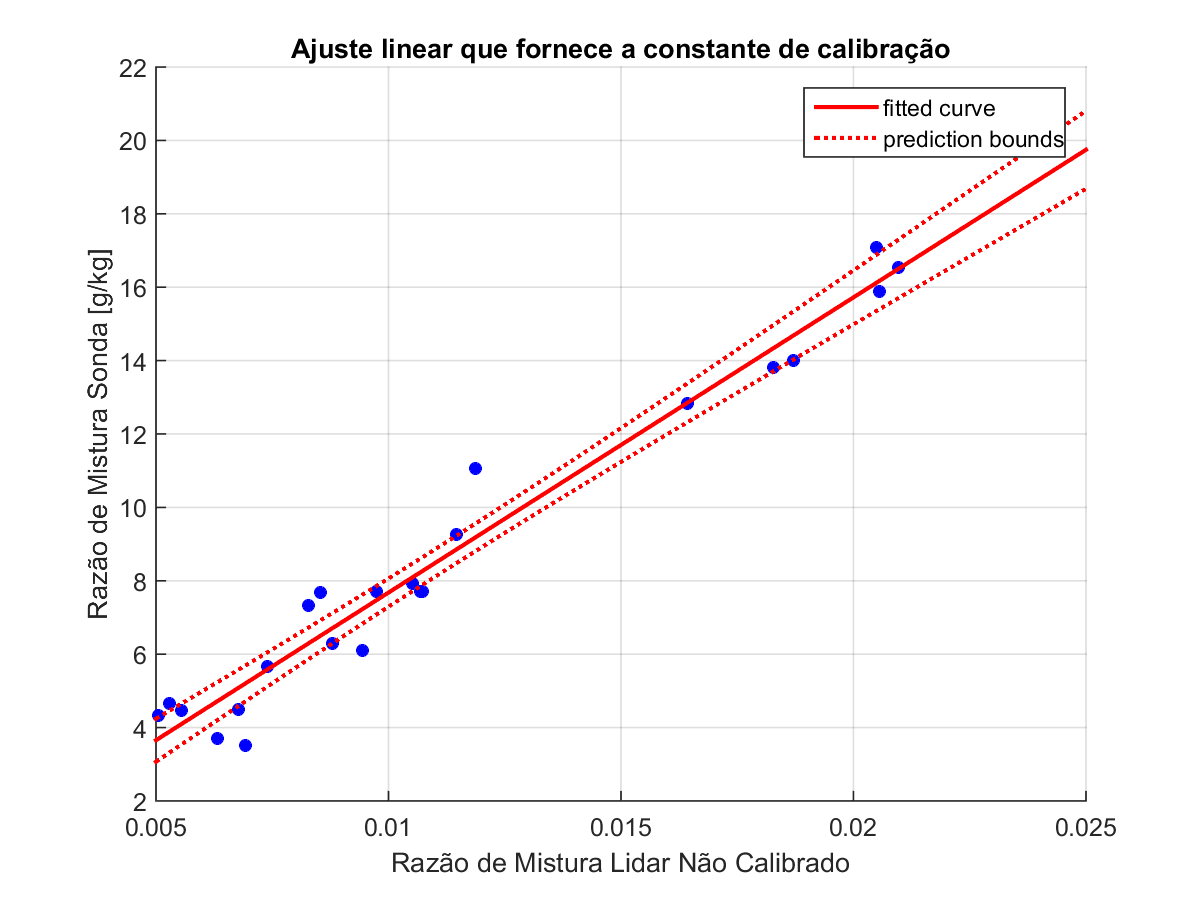 Ajuste linear que fornece a constante de calibração
22
20
18
16
14
12
10
8
6
4
2
fitted curve
prediction bounds
Razão de Mistura Sonda [g/kg]
0.005 0.01 0.015 0.02 0.025
Razão de Mistura Lidar Não Calibrado